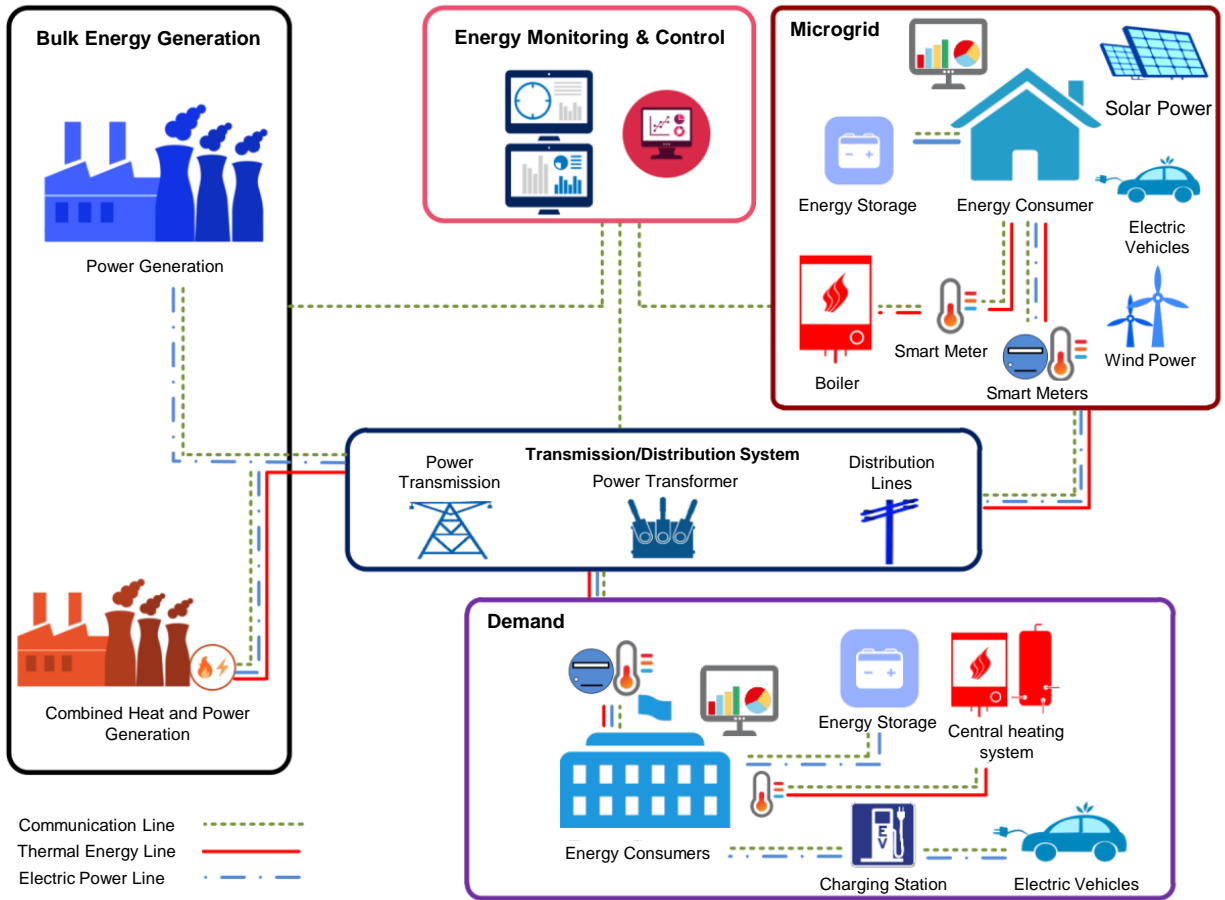 Bulk Energy Generation
Power Generation
Combined Heat and Power
Generation
Energy Monitoring & Control
Microgrid
Solar Power
Energy Storage
Energy Consumer
Electric
Vehicles
Boiler
Smart Meter
Smart Meters
Wind Power
Transmission/Distribution System
Power
Transmission
Power Transformer
Distribution
Lines
Demand
Energy Storage
Central heating
system
Energy Consumers
E
V
Charging Station
Electric Vehicles
Communication Line
Thermal Energy Line
Electric Power Line